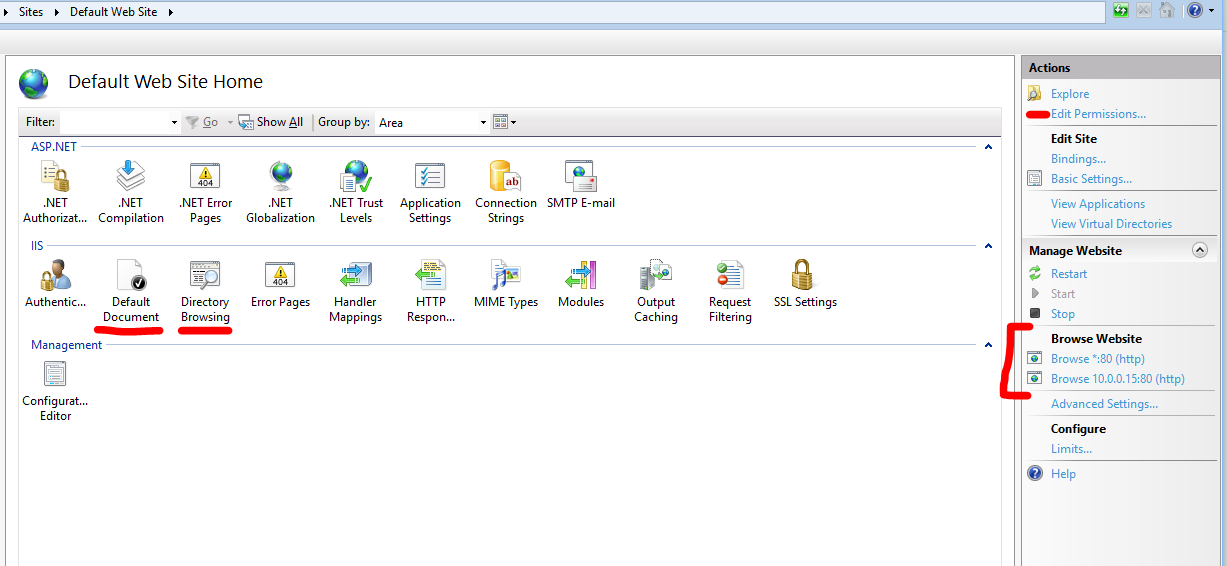 Sites Default Web Site
Default Web Site Home
Filter: Go Show All Group by: Area
ASP.NET
.NET Authorizat...
.NET Compilation
.NET Error Pages
.NET Globalization
.NET Trust Levels
Application Settings
Connection Strings
SMTP E-mail
IIS
Authentic...
Default Document
Directory Browsing
Error Pages
Handler Mappings
HTTP Respon...
MIME Types
Modules
Output Caching
Request Filtering
SSL Settings
Management
Configurat... Editor
Actions
Explore
Edit Permissions...
Edit Site
Bindings...
Basic Settings...
View Applications
View Virtual Directories
Manage Website
Restart
Start
Stop
Browse Website
Browse *:80 (http)
Browse 10.0.0.15:80 (http)
Advanced Settings...
Configure
Limits...
Help